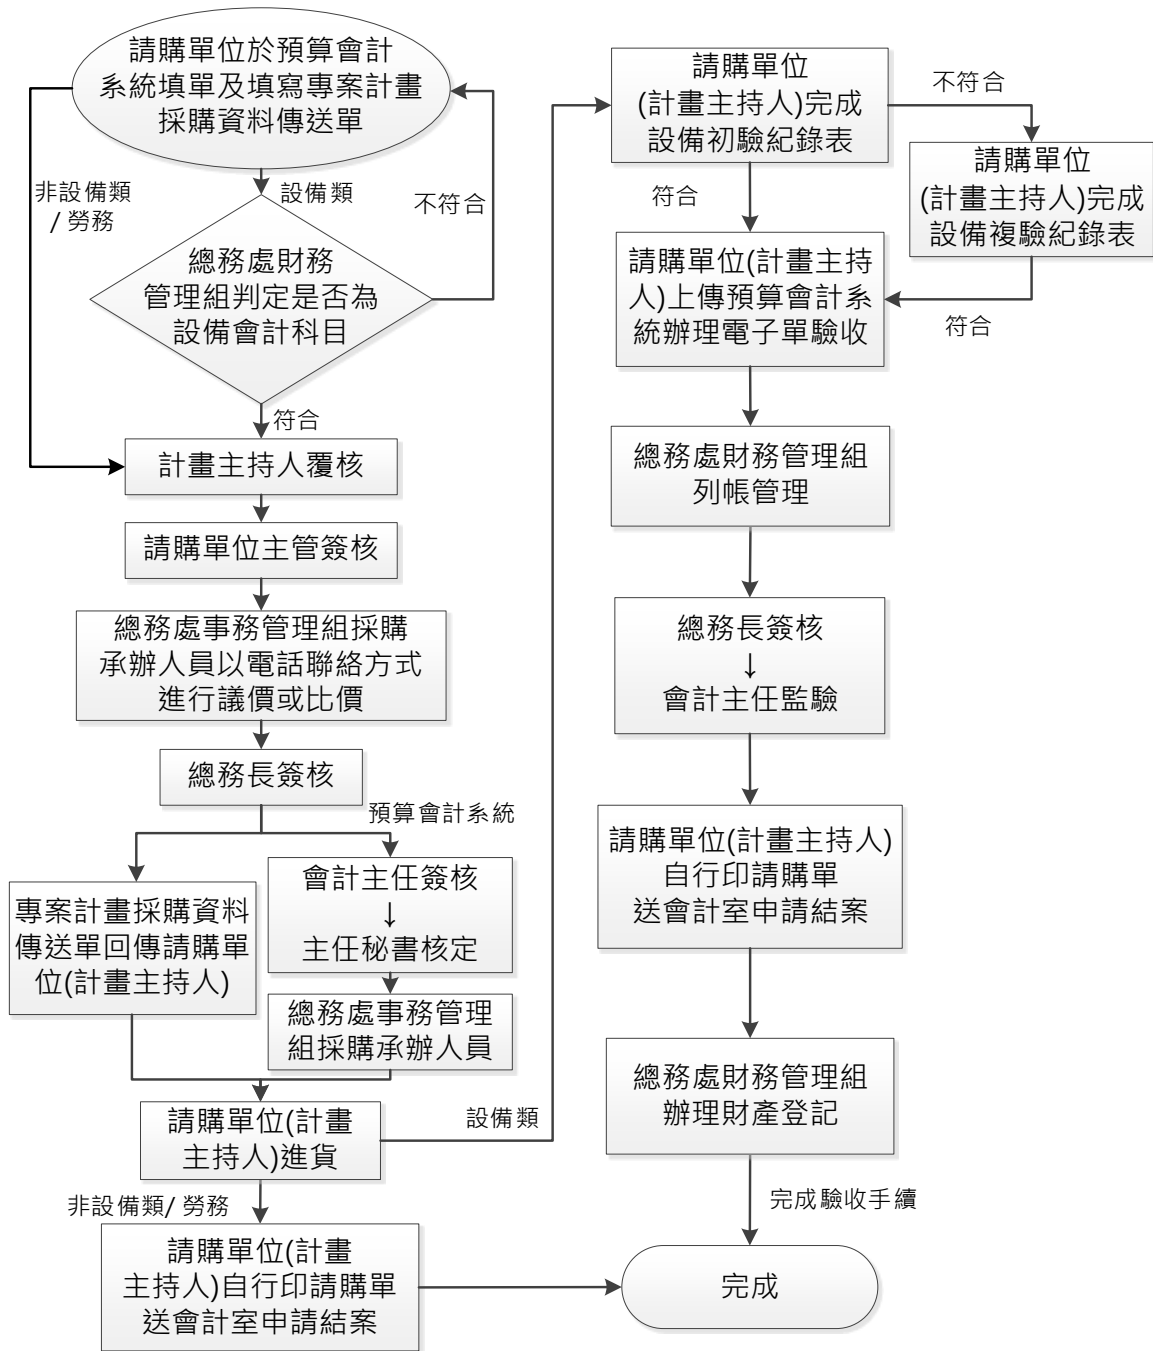 請購單位於預算會計
系統填單及填寫專案計畫
採購資料傳送單
非設備類
/ 勞務
設備類
不符合
總務處財務
管理組判定是否為
設備會計科目
符合
計畫主持人覆核
請購單位主管簽核
總務處事務管理組採購
承辦人員以電話聯絡方式
進行議價或比價
總務長簽核
預算會計系統
專案計畫採購資料
傳送單回傳請購單
位(計畫主持人)
會計主任簽核
↓
主任秘書核定
總務處事務管理
組採購承辦人員
請購單位(計畫
主持人)進貨
設備類
非設備類/ 勞務
請購單位(計畫
主持人)自行印請購單
送會計室申請結案
請購單位
(計畫主持人)完成
設備初驗紀錄表
不符合
請購單位
(計畫主持人)完成
設備複驗紀錄表
符合
符合
請購單位(計畫主持
人)上傳預算會計系
統辦理電子單驗收
總務處財務管理組
列帳管理
總務長簽核
↓
會計主任監驗
請購單位(計畫主持人)
自行印請購單
送會計室申請結案
總務處財務管理組
辦理財產登記
完成驗收手續
完成